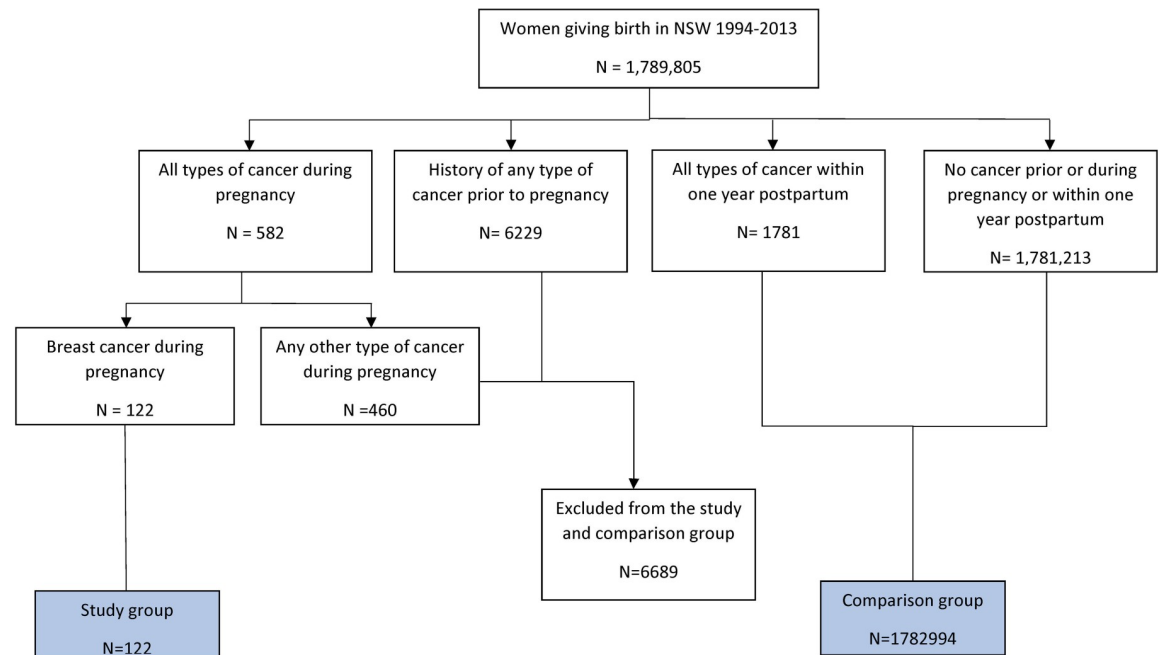 Women giving birth in NSW 1994-2013
N = 1,789,805
All types of cancer during
pregnancy
N = 582
History of any type of
cancer prior to pregnancy
N= 6229
All types of cancer within
one year postpartum
N= 1781
No cancer prior or during
pregnancy or within one
year postpartum
N= 1,781,213
Breast cancer during
pregnancy
N = 122
Any other type of cancer
during pregnancy
N =460
Excluded from the study
and comparison group
N=6689
Study group
N=122
Comparison group
N=1782994